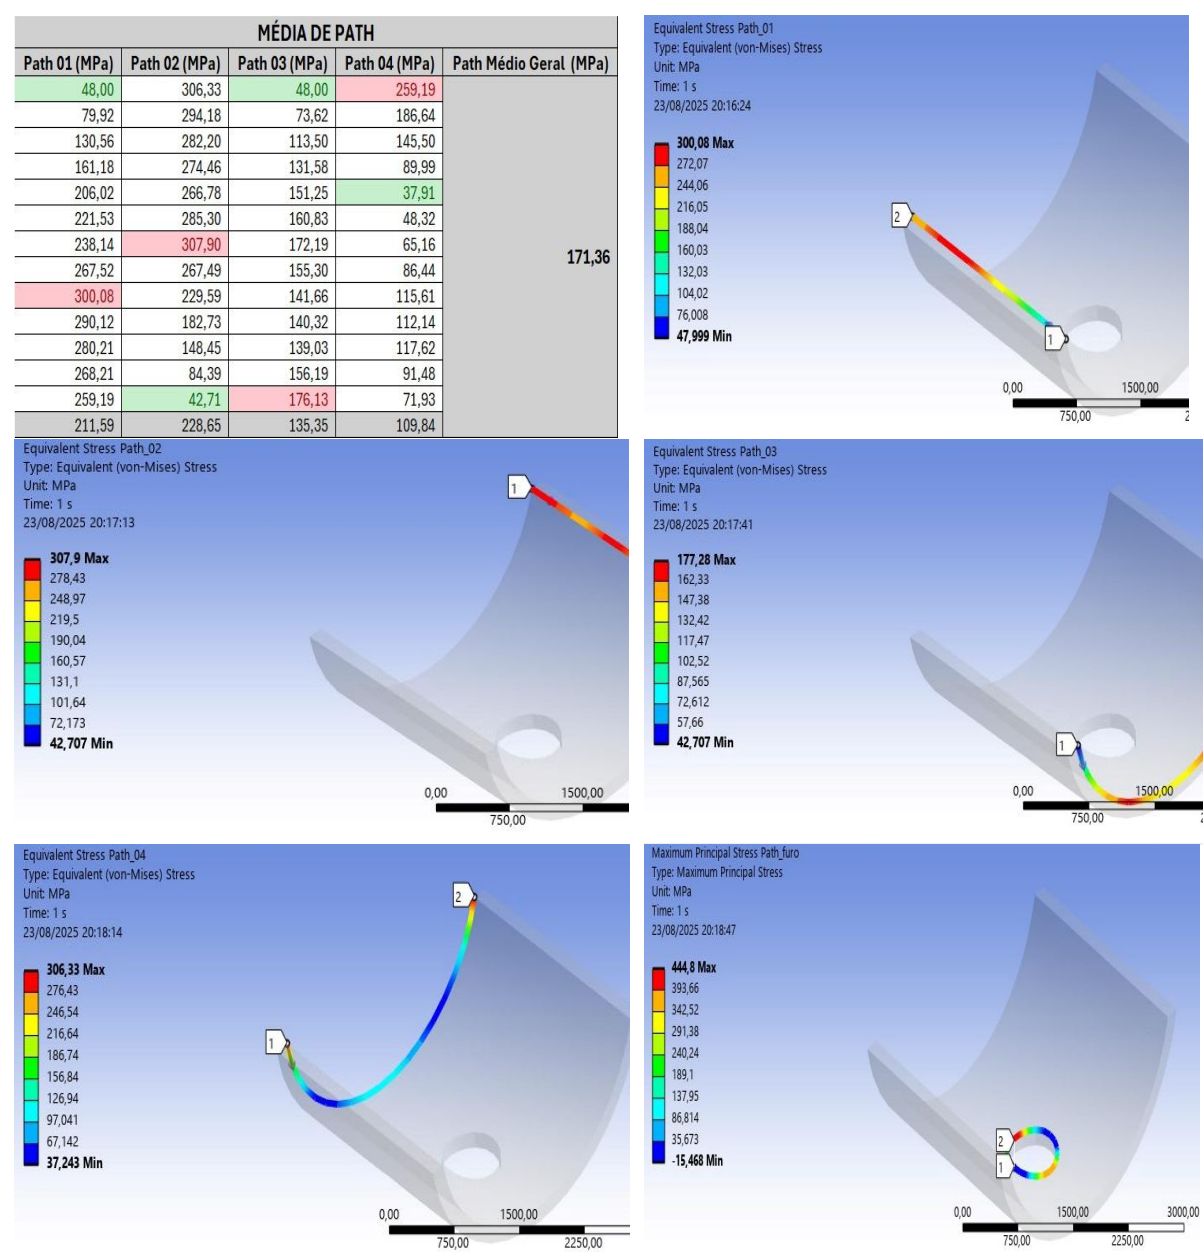 MÉDIA DE PATH
Path 01 (MPa) Path 02 (MPa) Path 03 (MPa) Path 04 (MPa) Path Médio Geral (MPa)
48,00 306,33 48,00 259,19
79,92 294,18 73,62 186,64
130,56 282,20 113,50 145,50
161,18 274,46 131,58 89,99
206,02 266,78 151,25 37,91
221,53 285,30 160,83 48,32
238,14 307,90 172,19 65,16
171,36
267,52 267,49 155,30 86,44
300,08 229,59 141,66 115,61
290,12 182,73 140,32 112,14
280,21 148,45 139,03 117,62
268,21 84,39 156,19 91,48
259,19 42,71 176,13 71,93
211,59 228,65 135,35 109,84
Equivalent Stress Path_01
Type: Equivalent (von-Mises) Stress
Unit: MPa
Time: 1 s
23/08/2025 20:16:24
300,08 Max
272,07
244,06
216,05
188,04
160,03
132,03
104,02
76,008
47,999 Min
2
1
0,00 1500,00
750,00 2
Equivalent Stress Path_02
Type: Equivalent (von-Mises) Stress
Unit: MPa
Time: 1 s
23/08/2025 20:17:13
307,9 Max
278,43
248,97
219,5
190,04
160,57
131,1
101,64
72,173
42,707 Min
1
0,00 1500,00
750,00
Equivalent Stress Path_03
Type: Equivalent (von-Mises) Stress
Unit: MPa
Time: 1 s
23/08/2025 20:17:41
177,28 Max
162,33
147,38
132,42
117,47
102,52
87,565
72,612
57,66
42,707 Min
1
0,00 1500,00
750,00 2
Equivalent Stress Path_04
Type: Equivalent (von-Mises) Stress
Unit: MPa
Time: 1 s
23/08/2025 20:18:14
306,33 Max
276,43
246,54
216,64
186,74
156,84
126,94
97,041
67,142
37,243 Min
2
1
0,00 1500,00
750,00 2250,00
Maximum Principal Stress Path_furo
Type: Maximum Principal Stress
Unit: MPa
Time: 1 s
23/08/2025 20:18:47
444,8 Max
393,66
342,52
291,38
240,24
189,1
137,95
86,814
35,673
-15,468 Min
2
1
0,00 1500,00 3000,00
750,00 2250,00